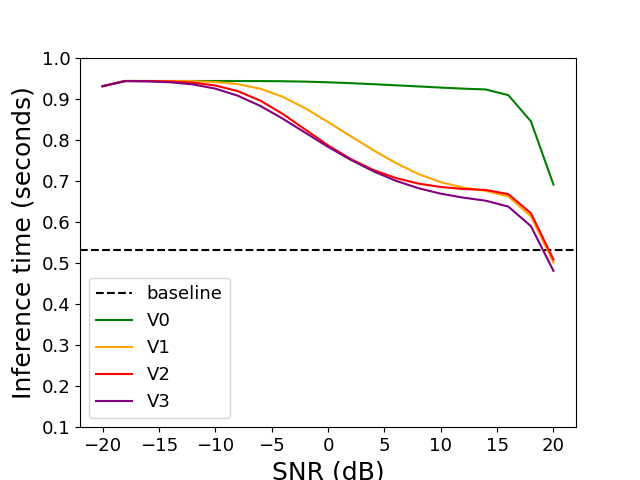 1.0
0.9
0.8
0.7
0.6
0.5
0.4
0.3
0.2
0.1
Inference time (seconds)
baseline
V0
V1
V2
V3
−20 −15 −10 −5 0 5 10 15 20
SNR (dB)